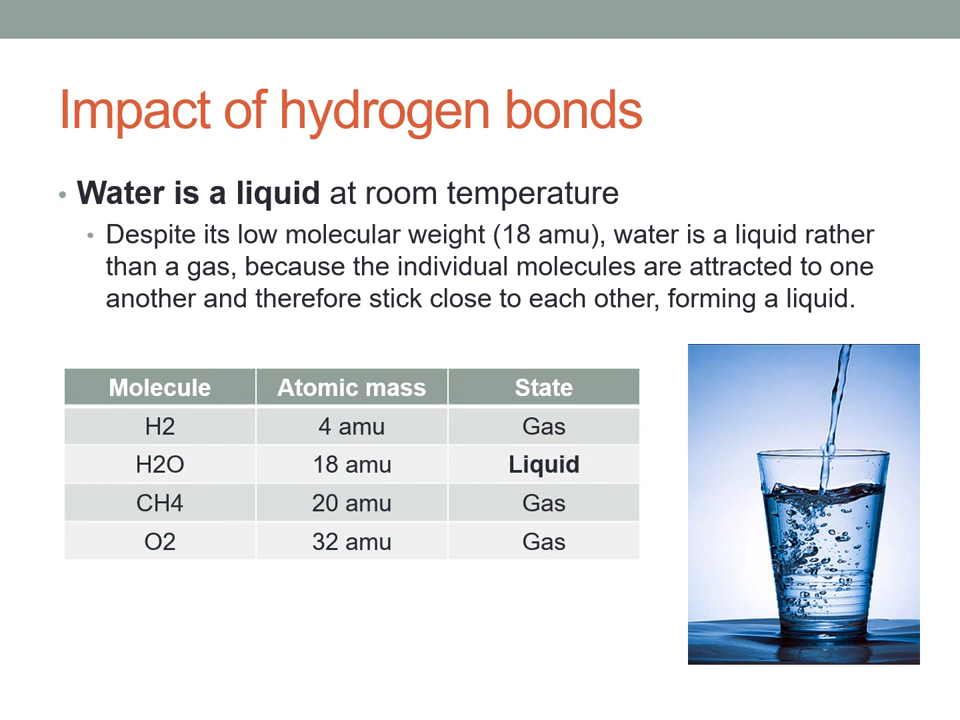 Impact of hydrogen bonds
• Water is a liquid at room temperature
• Despite its low molecular weight (18 amu), water is a liquid rather
than a gas, because the individual molecules are attracted to one
another and therefore stick close to each other, forming a liquid.
Molecule Atomic mass State
H2 4 amu Gas
H2O 18 amu Liquid
CH4 20 amu Gas
O2 32 amu Gas